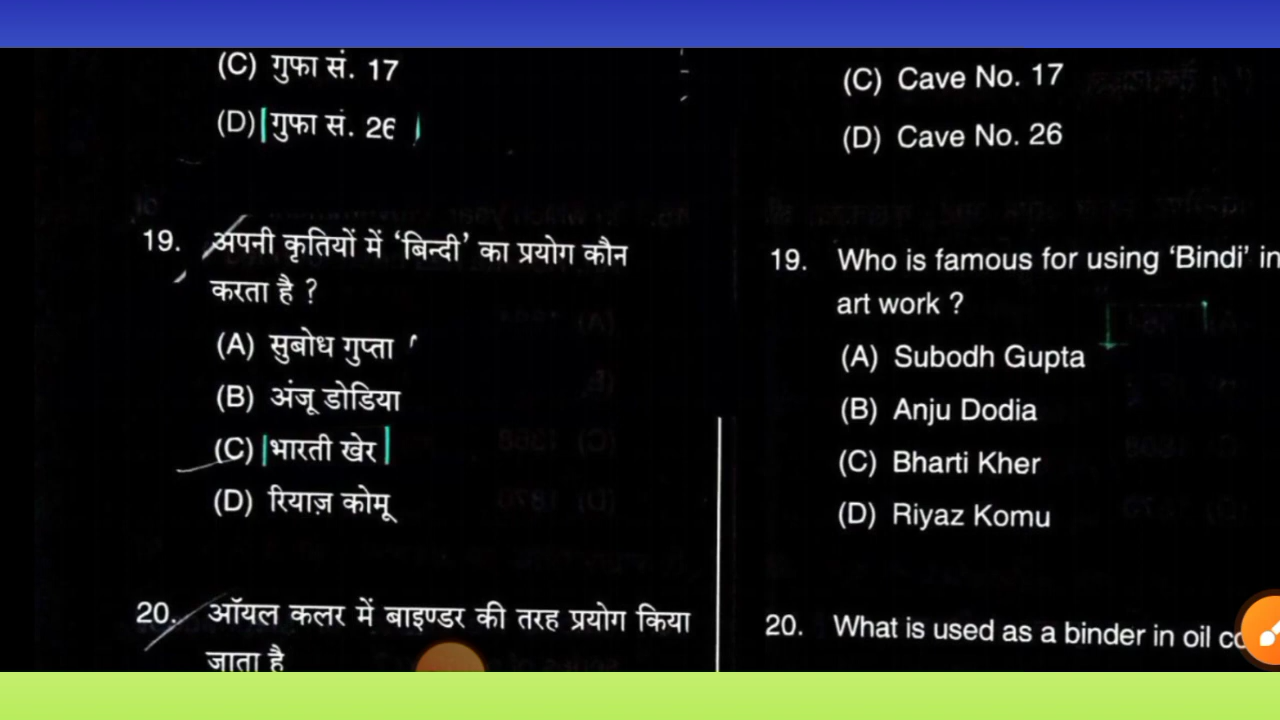 (C) गुफा सं. 17
(D) गुफा सं. 26
19. अपनी कृतियों में ‘बिन्दी’ का प्रयोग कौन
करता है ?
(A) सुबोध गुप्ता
(B) अंजू डोडिया
(C) भारती खेर
(D) रियाज़ कोमू
20. ऑयल कलर में बाइण्डर की तरह प्रयोग किया
जाता है
(C) Cave No. 17
(D) Cave No. 26
19. Who is famous for using ‘Bindi’ in
art work ?
(A) Subodh Gupta
(B) Anju Dodia
(C) Bharti Kher
(D) Riyaz Komu
20. What is used as a binder in oil